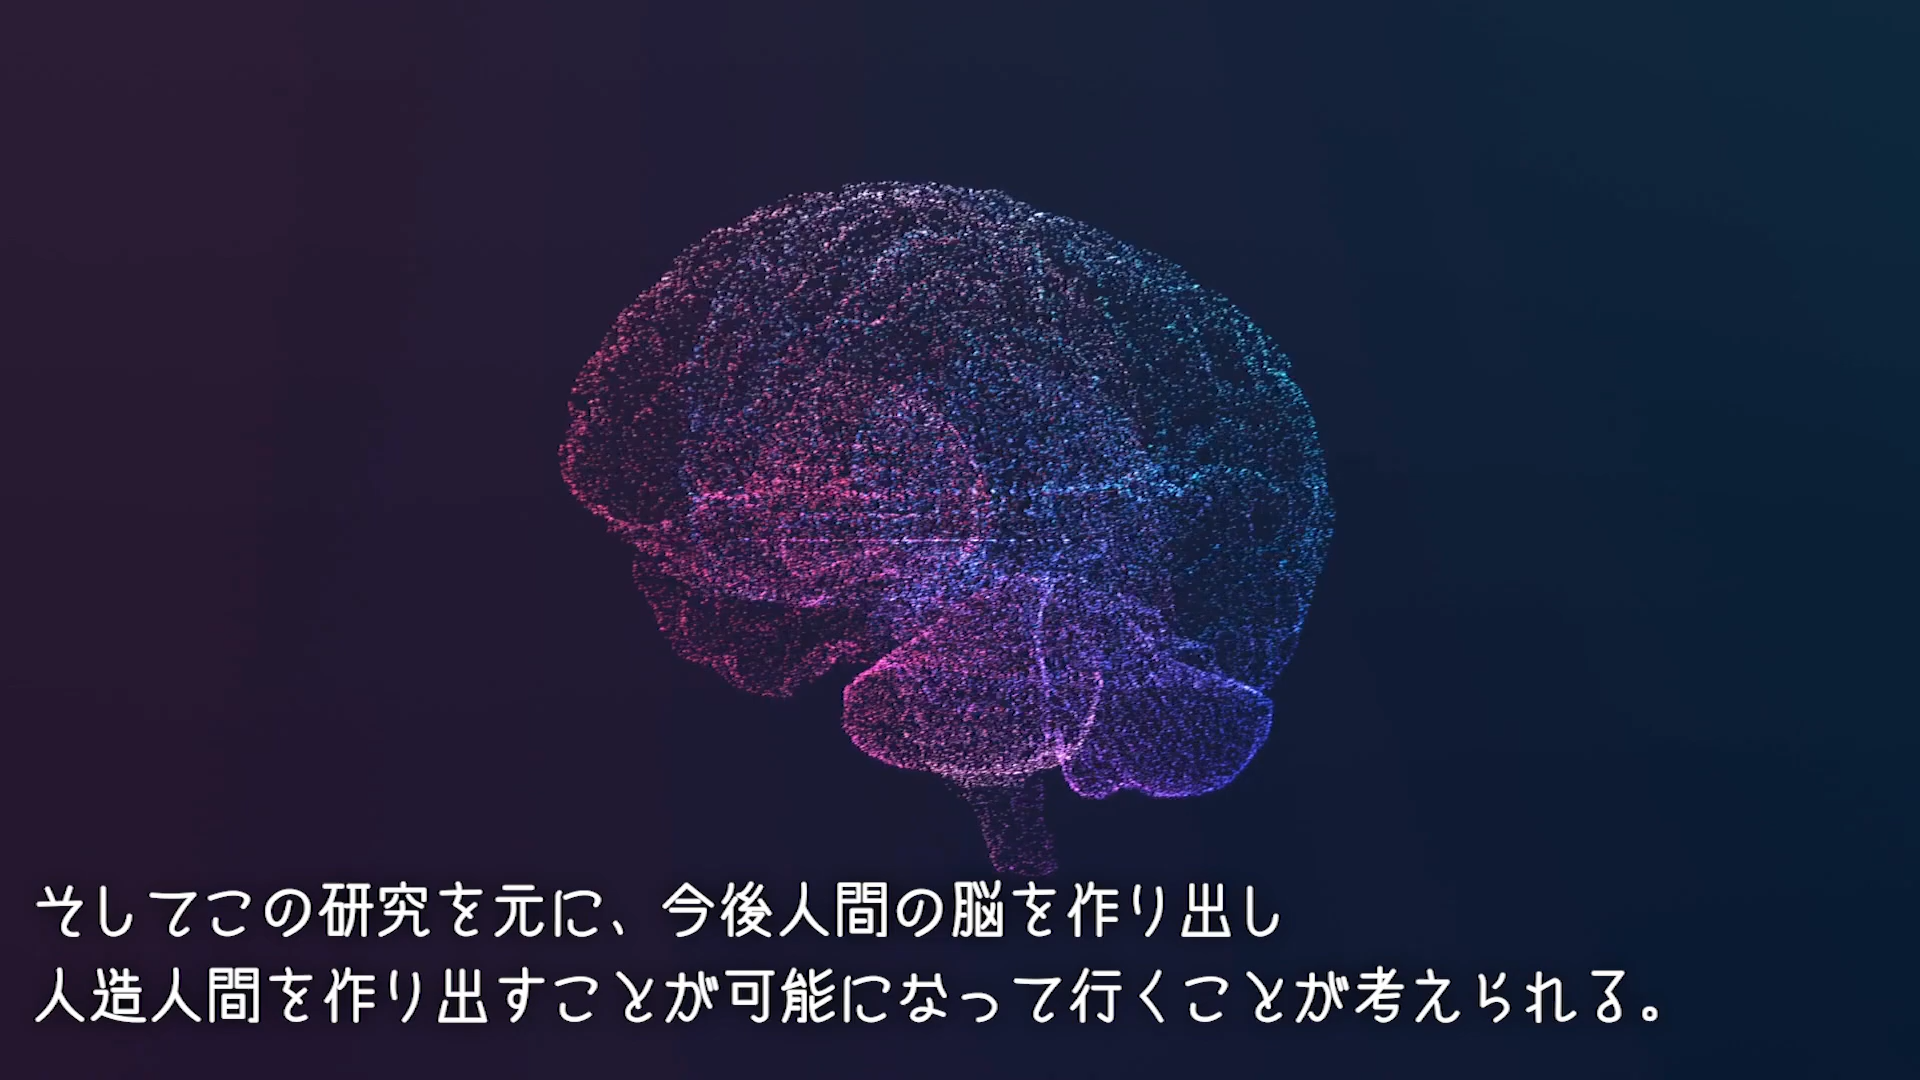 そしてこの研究を元に、今後人間の脳を作り出し
人造人間を作り出すことが可能になって行くことが考えられる。